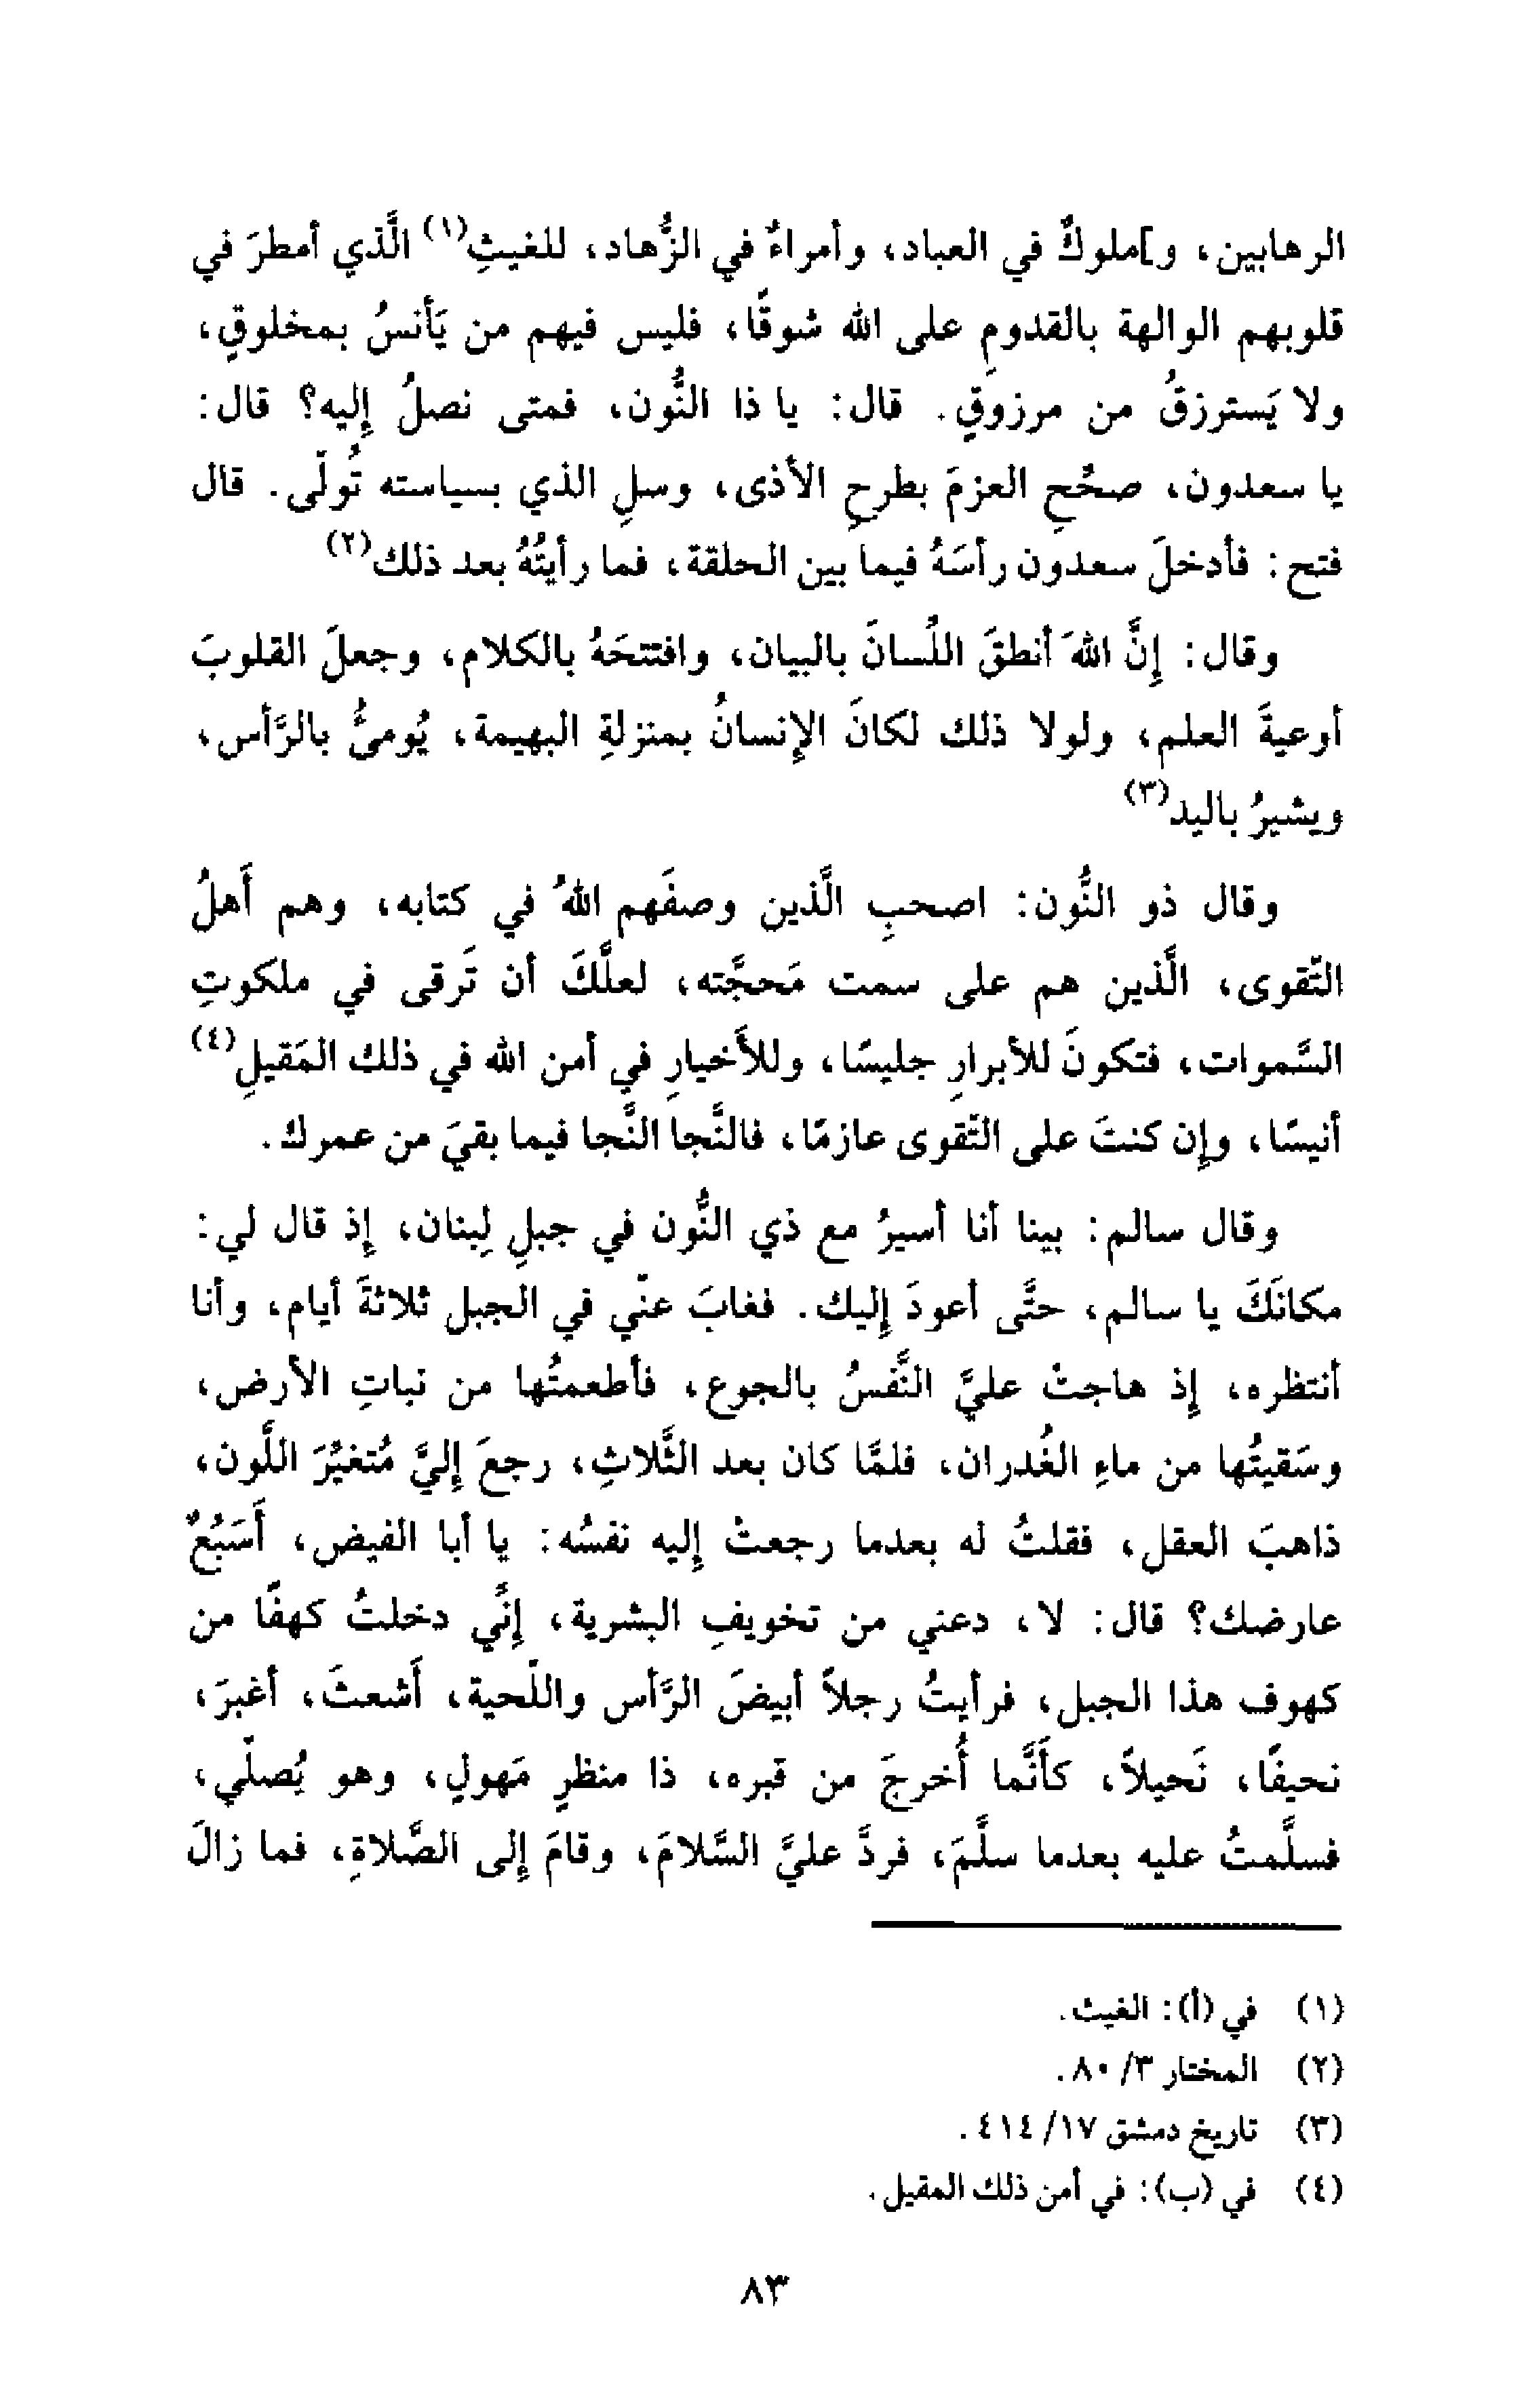 الرهابين، و]ملوكٌ في العباد، وأمراءُ في الزُّهاد، للغيثِ(١) الَّذي أمطرَ في
قلوبهم الوالهة بالقدومِ على الله شوقًا، فليس فيهم من يَأنسُ بمخلوقٍ،
ولا يَسترزقُ من مرزوقٍ. قال: يا ذا النُّون، فمتى نصلُ إليه؟ قال:
يا سعدون، صحِّحِ العزمَ بطرحِ الأذى، وسلِ الذي بسياسته تُولَّى. قال
فتح: فأدخلَ سعدون رأسَهُ فيما بين الحلقة، فما رأيتُهُ بعد ذلك(٢)
وقال: إنَّ اللهَ أنطقَ اللِّسانَ بالبيان، وافتتحَهُ بالكلام، وجعلَ القلوبَ
أوعيةَ العلم، ولولا ذلك لكانَ الإنسانُ بمنزلةِ البهيمة، يُومئُ بالرَّأس،
ويشيرُ باليد(٣)
وقال ذو النُّون: اصحبِ الَّذين وصفَهم اللهُ في كتابه، وهم أَهلُ
التَّقوى، الَّذين هم على سمت مَحجَّته، لعلَّكَ أن تَرقى في ملكوتِ
السَّموات، فتكونَ للأبرارِ جليسًا، وللأَخيارِ في أمن الله في ذلك المَقيلِ(٤)
أنيسًا، وإن كنتَ على التَّقوى عازمًا، فالنَّجا النَّجا فيما بقيَ من عمرك.
وقال سالم: بينا أنا أسيرُ مع ذي النُّون في جبلِ لِبنان، إذ قال لي:
مكانَكَ يا سالم، حتَّى أعودَ إليك. فغابَ عنِّي في الجبل ثلاثةَ أيام، وأنا
أنتظره، إذ هاجتْ عليَّ النَّفسُ بالجوع، فأطعمتُها من نباتِ الأرض،
وسَقيتُها من ماءِ الغُدران، فلمَّا كان بعد الثَّلاثِ، رجعَ إليَّ مُتغيِّرَ اللَّون،
ذاهبَ العقل، فقلتُ له بعدما رجعتْ إليه نفسُه: يا أبا الفيض، أَسَبُعٌ
عارضك؟ قال: لا، دعني من تخويفِ البشرية، إنِّي دخلتُ كهفًا من
كهوف هذا الجبل، فرأيتُ رجلاً أبيضَ الرَّأس واللِّحية، أَشعثَ، أغبرَ،
نحيفًا، نَحيلاً، كأَنَّما أُخرجَ من قبره، ذا منظرٍ مَهولٍ، وهو يُصلِّي،
فسلَّمتُ عليه بعدما سلَّمَ، فردَّ عليَّ السَّلامَ، وقامَ إلى الصَّلاةِ، فما زالَ
(١) في (أ): الغيث.
(٢) المختار ٣/ ٨٠.
(٣) تاريخ دمشق ١٧/ ٤١٤.
(٤) في (ب): في أمن ذلك المقيل.
٨٣